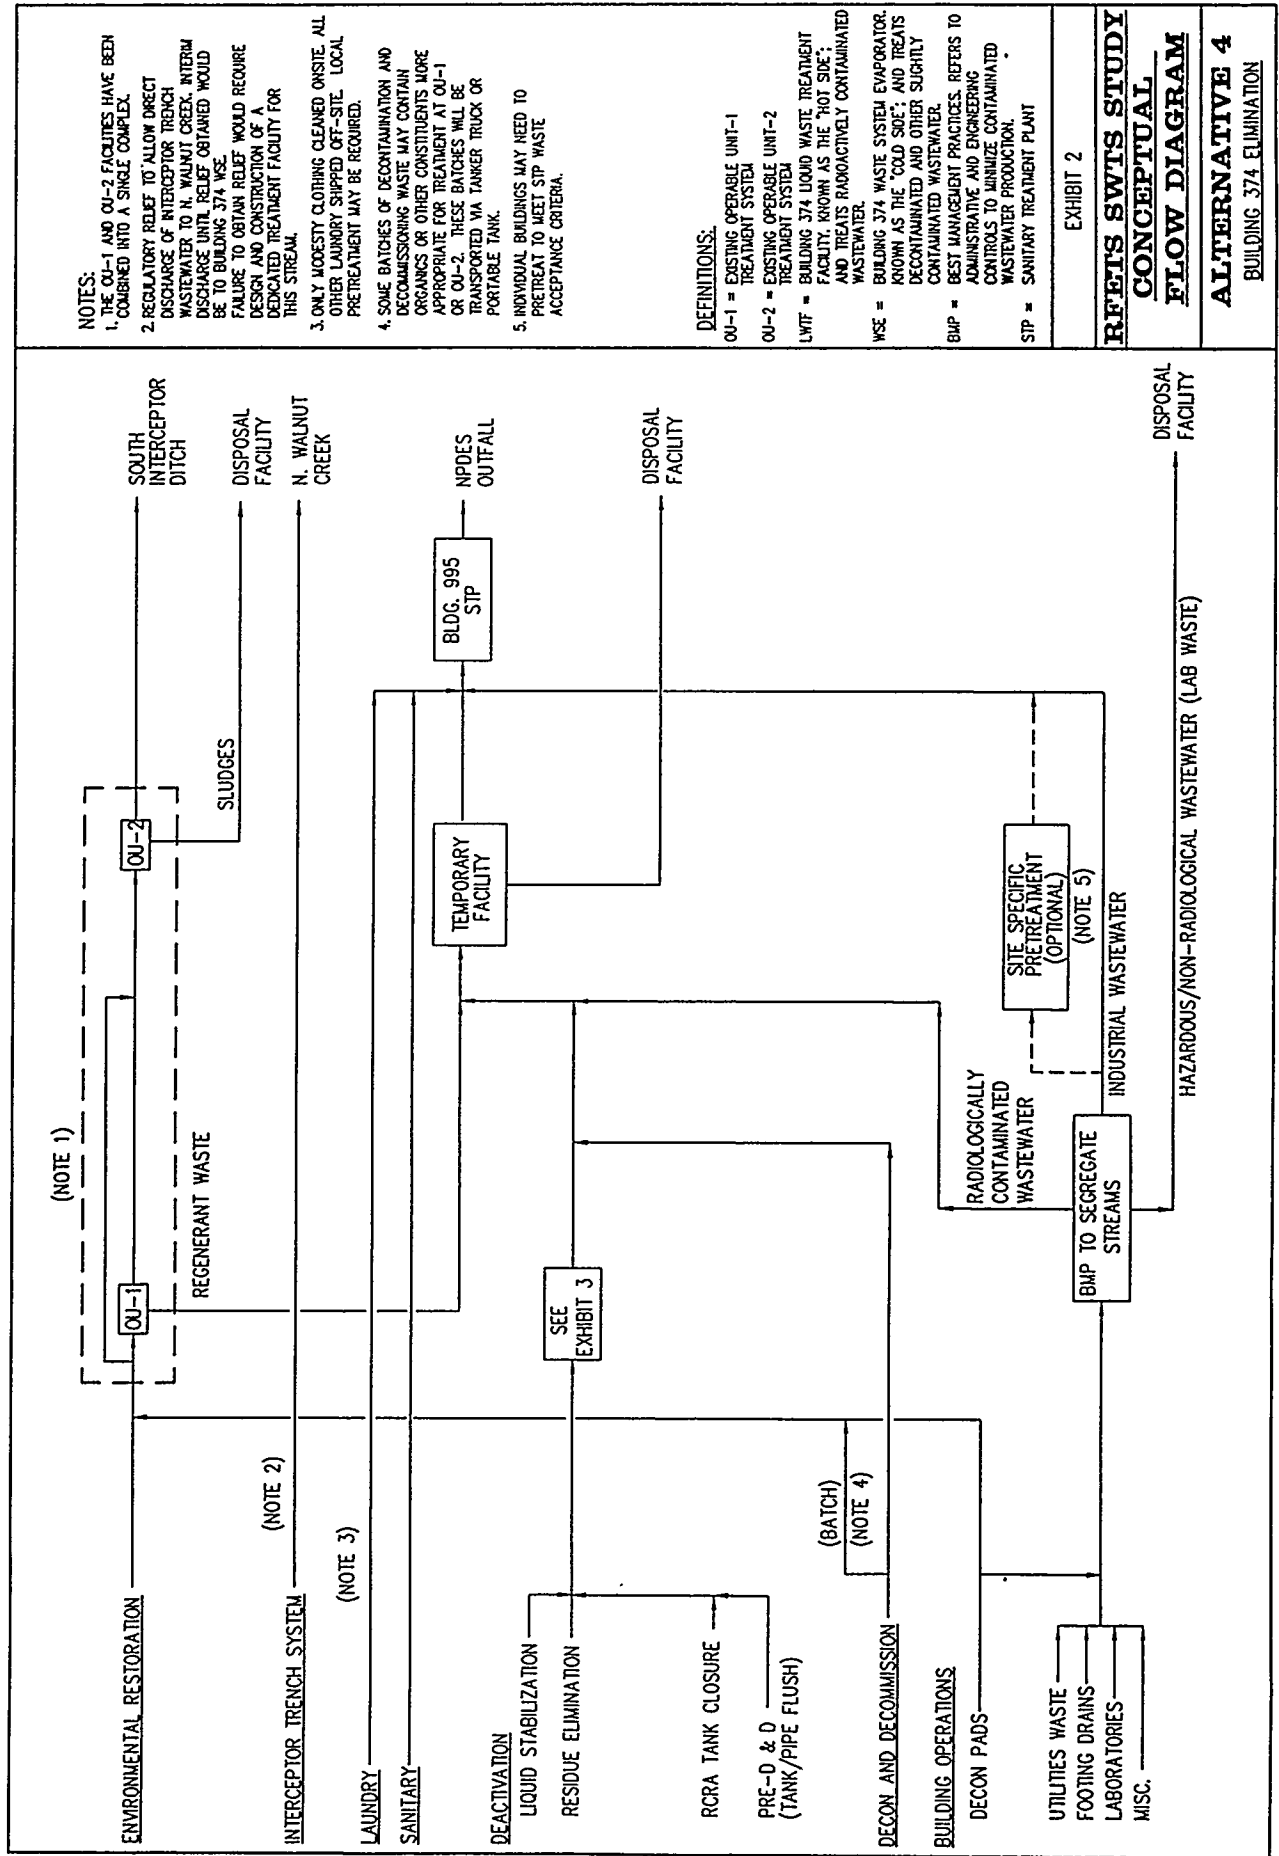 (NOTE 1)
ENVIRONMENTAL RESTORATION
OU-1
OU-2
SOUTH
INTERCEPTOR
DITCH
REGENERANT WASTE
SLUDGES
DISPOSAL
FACILITY
INTERCEPTOR TRENCH SYSTEM
(NOTE 2)
N. WALNUT
CREEK
LAUNDRY
(NOTE 3)
SANITARY
TEMPORARY
FACILITY
BLDG. 995
STP
NPDES
OUTFALL
DEACTIVATION
LIQUID STABILIZATION
RESIDUE ELIMINATION
SEE
EXHIBIT 3
DISPOSAL
FACILITY
RCRA TANK CLOSURE
PRE-D & D
(TANK/PIPE FLUSH)
(BATCH)
(NOTE 4)
DECON AND DECOMMISSION
BUILDING OPERATIONS
DECON PADS
RADIOLOGICALLY
CONTAMINATED
WASTEWATER
SITE SPECIFIC
PRETREATMENT
(OPTIONAL)
(NOTE 5)
UTILITIES WASTE
FOOTING DRAINS
LABORATORIES
MISC.
BMP TO SEGREGATE
STREAMS
INDUSTRIAL WASTEWATER
HAZARDOUS/NON-RADIOLOGICAL WASTEWATER (LAB WASTE)
DISPOSAL
FACILITY
NOTES:
1. THE OU-1 AND OU-2 FACILITIES HAVE BEEN
COMBINED INTO A SINGLE COMPLEX.
2. REGULATORY RELIEF TO ALLOW DIRECT
DISCHARGE OF INTERCEPTOR TRENCH
WASTEWATER TO N. WALNUT CREEK. INTERIM
DISCHARGE UNTIL RELIEF OBTAINED WOULD
BE TO BUILDING 374 WSE.
FAILURE TO OBTAIN RELIEF WOULD REQUIRE
DESIGN AND CONSTRUCTION OF A
DEDICATED TREATMENT FACILITY FOR
THIS STREAM.
3. ONLY MODESTY CLOTHING CLEANED ONSITE. ALL
OTHER LAUNDRY SHIPPED OFF-SITE. LOCAL
PRETREATMENT MAY BE REQUIRED.
4. SOME BATCHES OF DECONTAMINATION AND
DECOMMISSIONING WASTE MAY CONTAIN
ORGANICS OR OTHER CONSTITUENTS MORE
APPROPRIATE FOR TREATMENT AT OU-1
OR OU-2. THESE BATCHES WILL BE
TRANSPORTED VIA TANKER TRUCK OR
PORTABLE TANK.
5. INDIVIDUAL BUILDINGS MAY NEED TO
PRETREAT TO MEET STP WASTE
ACCEPTANCE CRITERIA.
DEFINITIONS:
OU-1 = EXISTING OPERABLE UNIT-1
TREATMENT SYSTEM
OU-2 = EXISTING OPERABLE UNIT-2
TREATMENT SYSTEM
LWTF = BUILDING 374 LIQUID WASTE TREATMENT
FACILITY, KNOWN AS THE "HOT SIDE";
AND TREATS RADIOACTIVELY CONTAMINATED
WASTEWATER.
WSE = BUILDING 374 WASTE SYSTEM EVAPORATOR.
KNOWN AS THE "COLD SIDE"; AND TREATS
DECONTAMINATED AND OTHER SLIGHTLY
CONTAMINATED WASTEWATER.
BMP = BEST MANAGEMENT PRACTICES. REFERS TO
ADMINISTRATIVE AND ENGINEERING
CONTROLS TO MINIMIZE CONTAMINATED
WASTEWATER PRODUCTION.
STP = SANITARY TREATMENT PLANT
EXHIBIT 2
RFETS SWTS STUDY
CONCEPTUAL
FLOW DIAGRAM
ALTERNATIVE 4
BUILDING 374 ELIMINATION